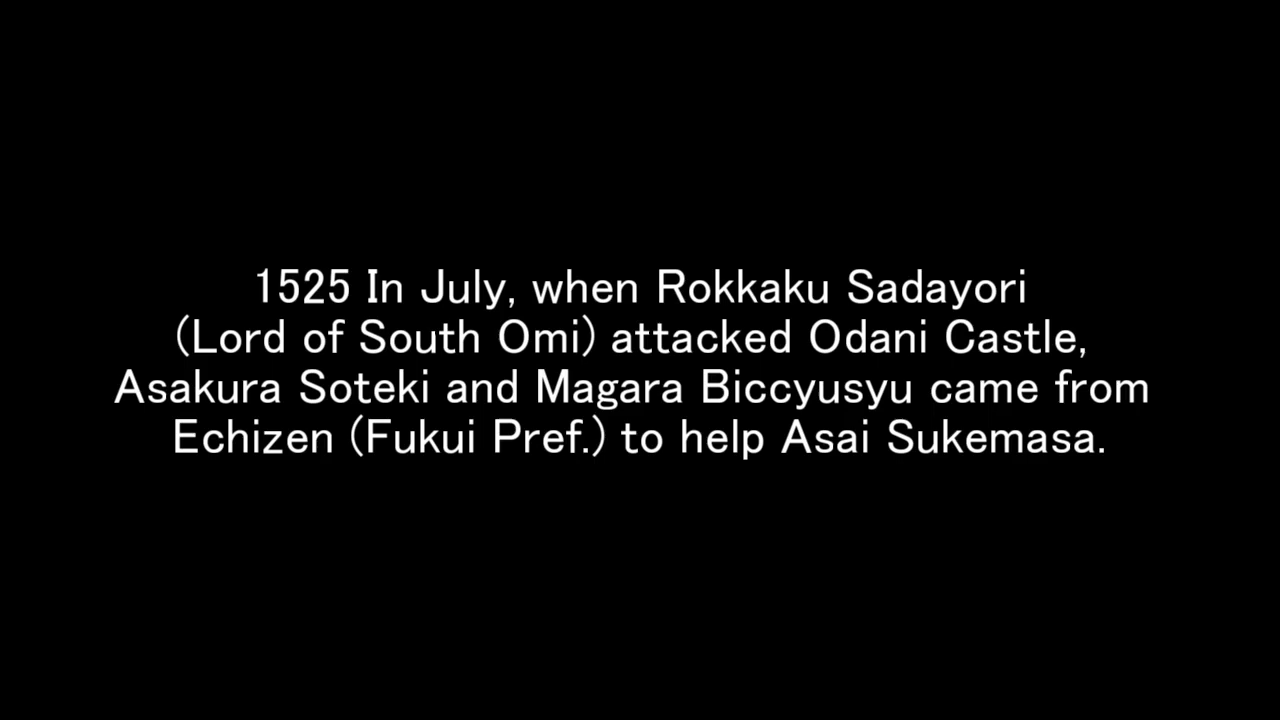 1525 In July, when Rokkaku Sadayori
(Lord of South Omi) attacked Odani Castle,
Asakura Soteki and Magara Biccyusyu came from
Echizen (Fukui Pref.) to help Asai Sukemasa.